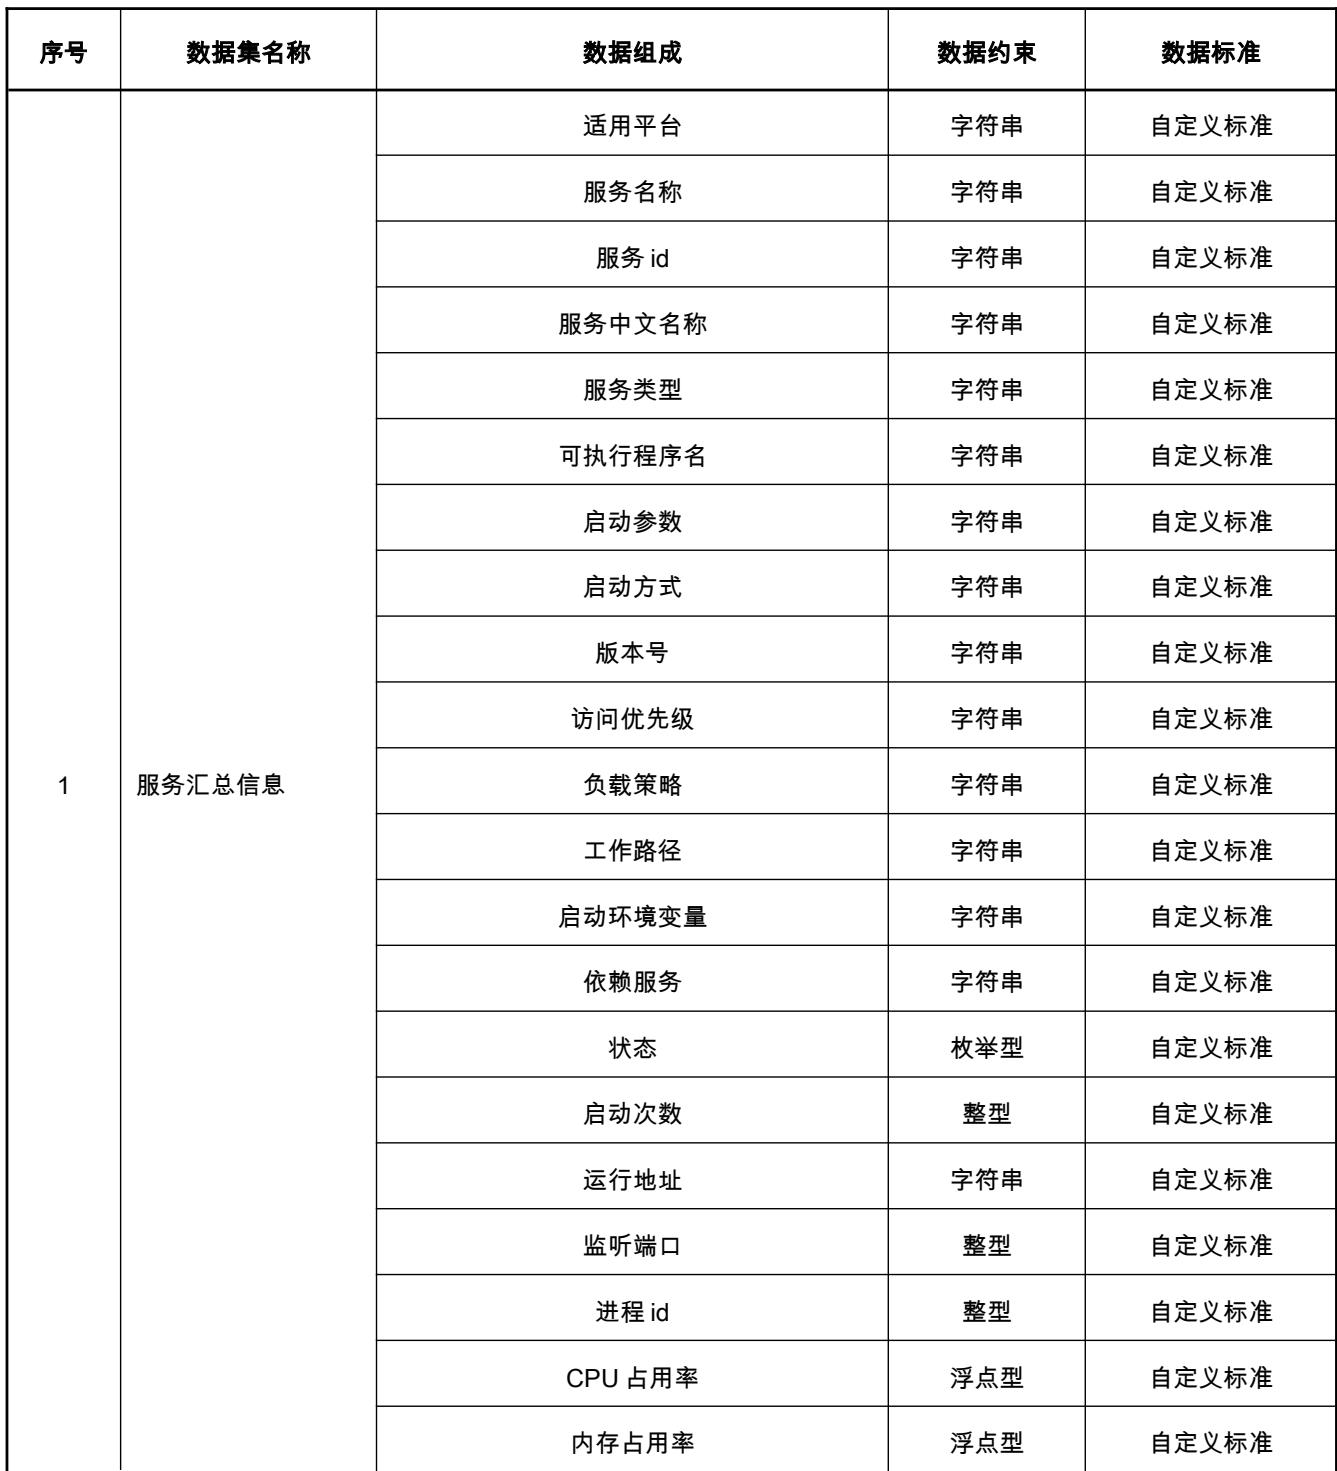 序号 数据集名称 数据组成 数据约束 数据标准
适用平台 字符串 自定义标准
服务名称 字符串 自定义标准
服务 id 字符串 自定义标准
服务中文名称 字符串 自定义标准
服务类型 字符串 自定义标准
可执行程序名 字符串 自定义标准
启动参数 字符串 自定义标准
启动方式 字符串 自定义标准
版本号 字符串 自定义标准
访问优先级 字符串 自定义标准
1 服务汇总信息 负载策略 字符串 自定义标准
工作路径 字符串 自定义标准
启动环境变量 字符串 自定义标准
依赖服务 字符串 自定义标准
状态 枚举型 自定义标准
启动次数 整型 自定义标准
运行地址 字符串 自定义标准
监听端口 整型 自定义标准
进程 id 整型 自定义标准
CPU 占用率 浮点型 自定义标准
内存占用率 浮点型 自定义标准